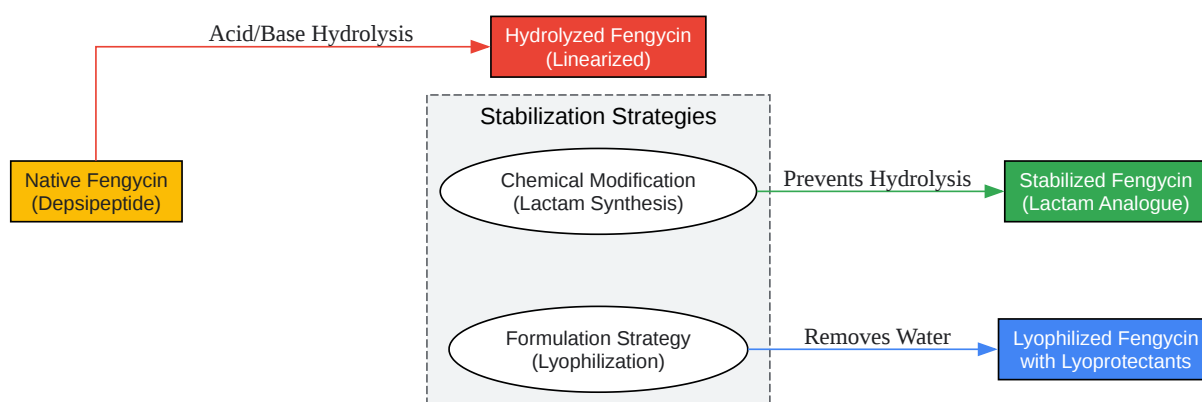 Acid/Base Hydrolysis
Hydrolyzed Fengycin
(Linearized)
Stabilization Strategies
Native Fengycin
(Depsipeptide)
Chemical Modification
(Lactam Synthesis)
Prevents Hydrolysis
Stabilized Fengycin
(Lactam Analogue)
Formulation Strategy
(Lyophilization)
Removes Water
Lyophilized Fengycin
with Lyoprotectants